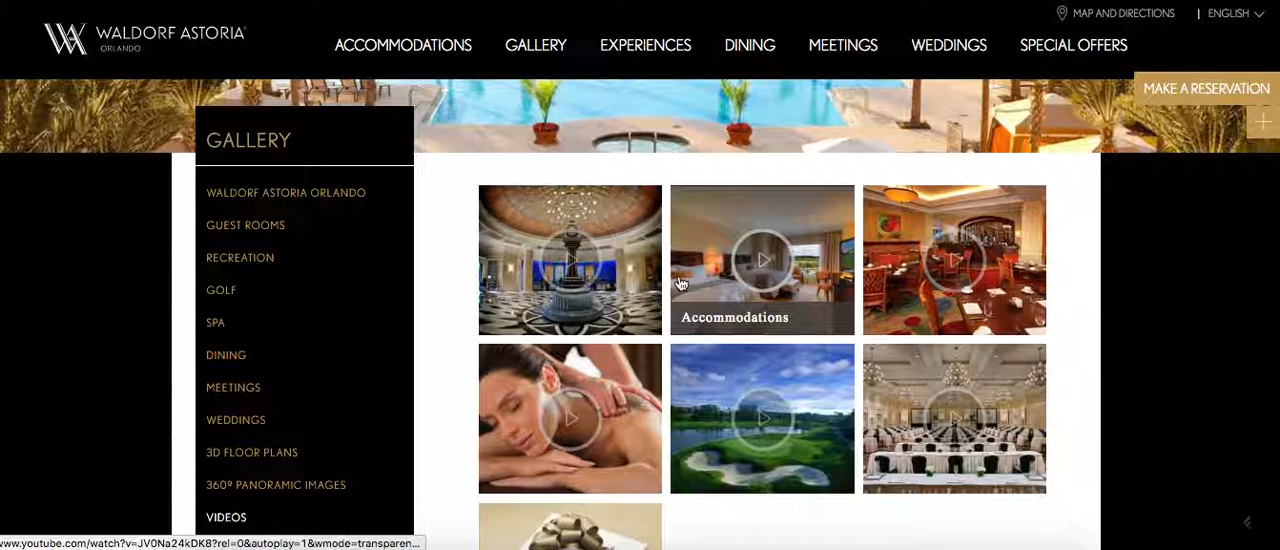 WALDORF ASTORIA
ORLANDO
MAP AND DIRECTIONS | ENGLISH
ACCOMMODATIONS GALLERY EXPERIENCES DINING MEETINGS WEDDINGS SPECIAL OFFERS
MAKE A RESERVATION
GALLERY
WALDORF ASTORIA ORLANDO
GUEST ROOMS
RECREATION
GOLF
SPA
DINING
MEETINGS
WEDDINGS
3D FLOOR PLANS
360º PANORAMIC IMAGES
VIDEOS
Accommodations
www.youtube.com/watch?v=JV0Na24kDK8?rel=0&autoplay=1&wmode=transparen...